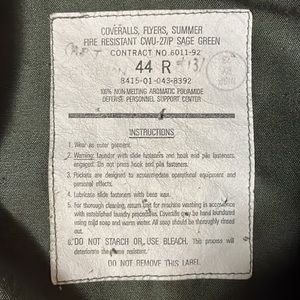 COVERALLS, FLYERS, SUMMER
FIRE RESISTANT CWU-27/P SAGE GREEN
CONTRACT NO. 6011-92
44 R
8415-01-043-8392
100% NON-MELTING AROMATIC POLYAMIDE
DEFENSE PERSONNEL SUPPORT CENTER
INSTRUCTIONS
1. Wear as outer garment.
2. Warning: launder with slide fasteners and hook and pile fasteners
engaged. Do not press hook and pile fasteners.
3. Pockets are designed to accommodate operational equipment and
personal effects.
4. Lubricate slide fasteners with bees wax.
5. For thorough cleaning, return unit for machine washing in accordance
with established laundry procedures. Coveralls may be hand laundered
using cold soap and warm water. All soap should be thoroughly rinsed
out.
6. DO NOT STARCH OR USE BLEACH. This process will
deteriorate the flame resistant.
DO NOT REMOVE THIS LABEL